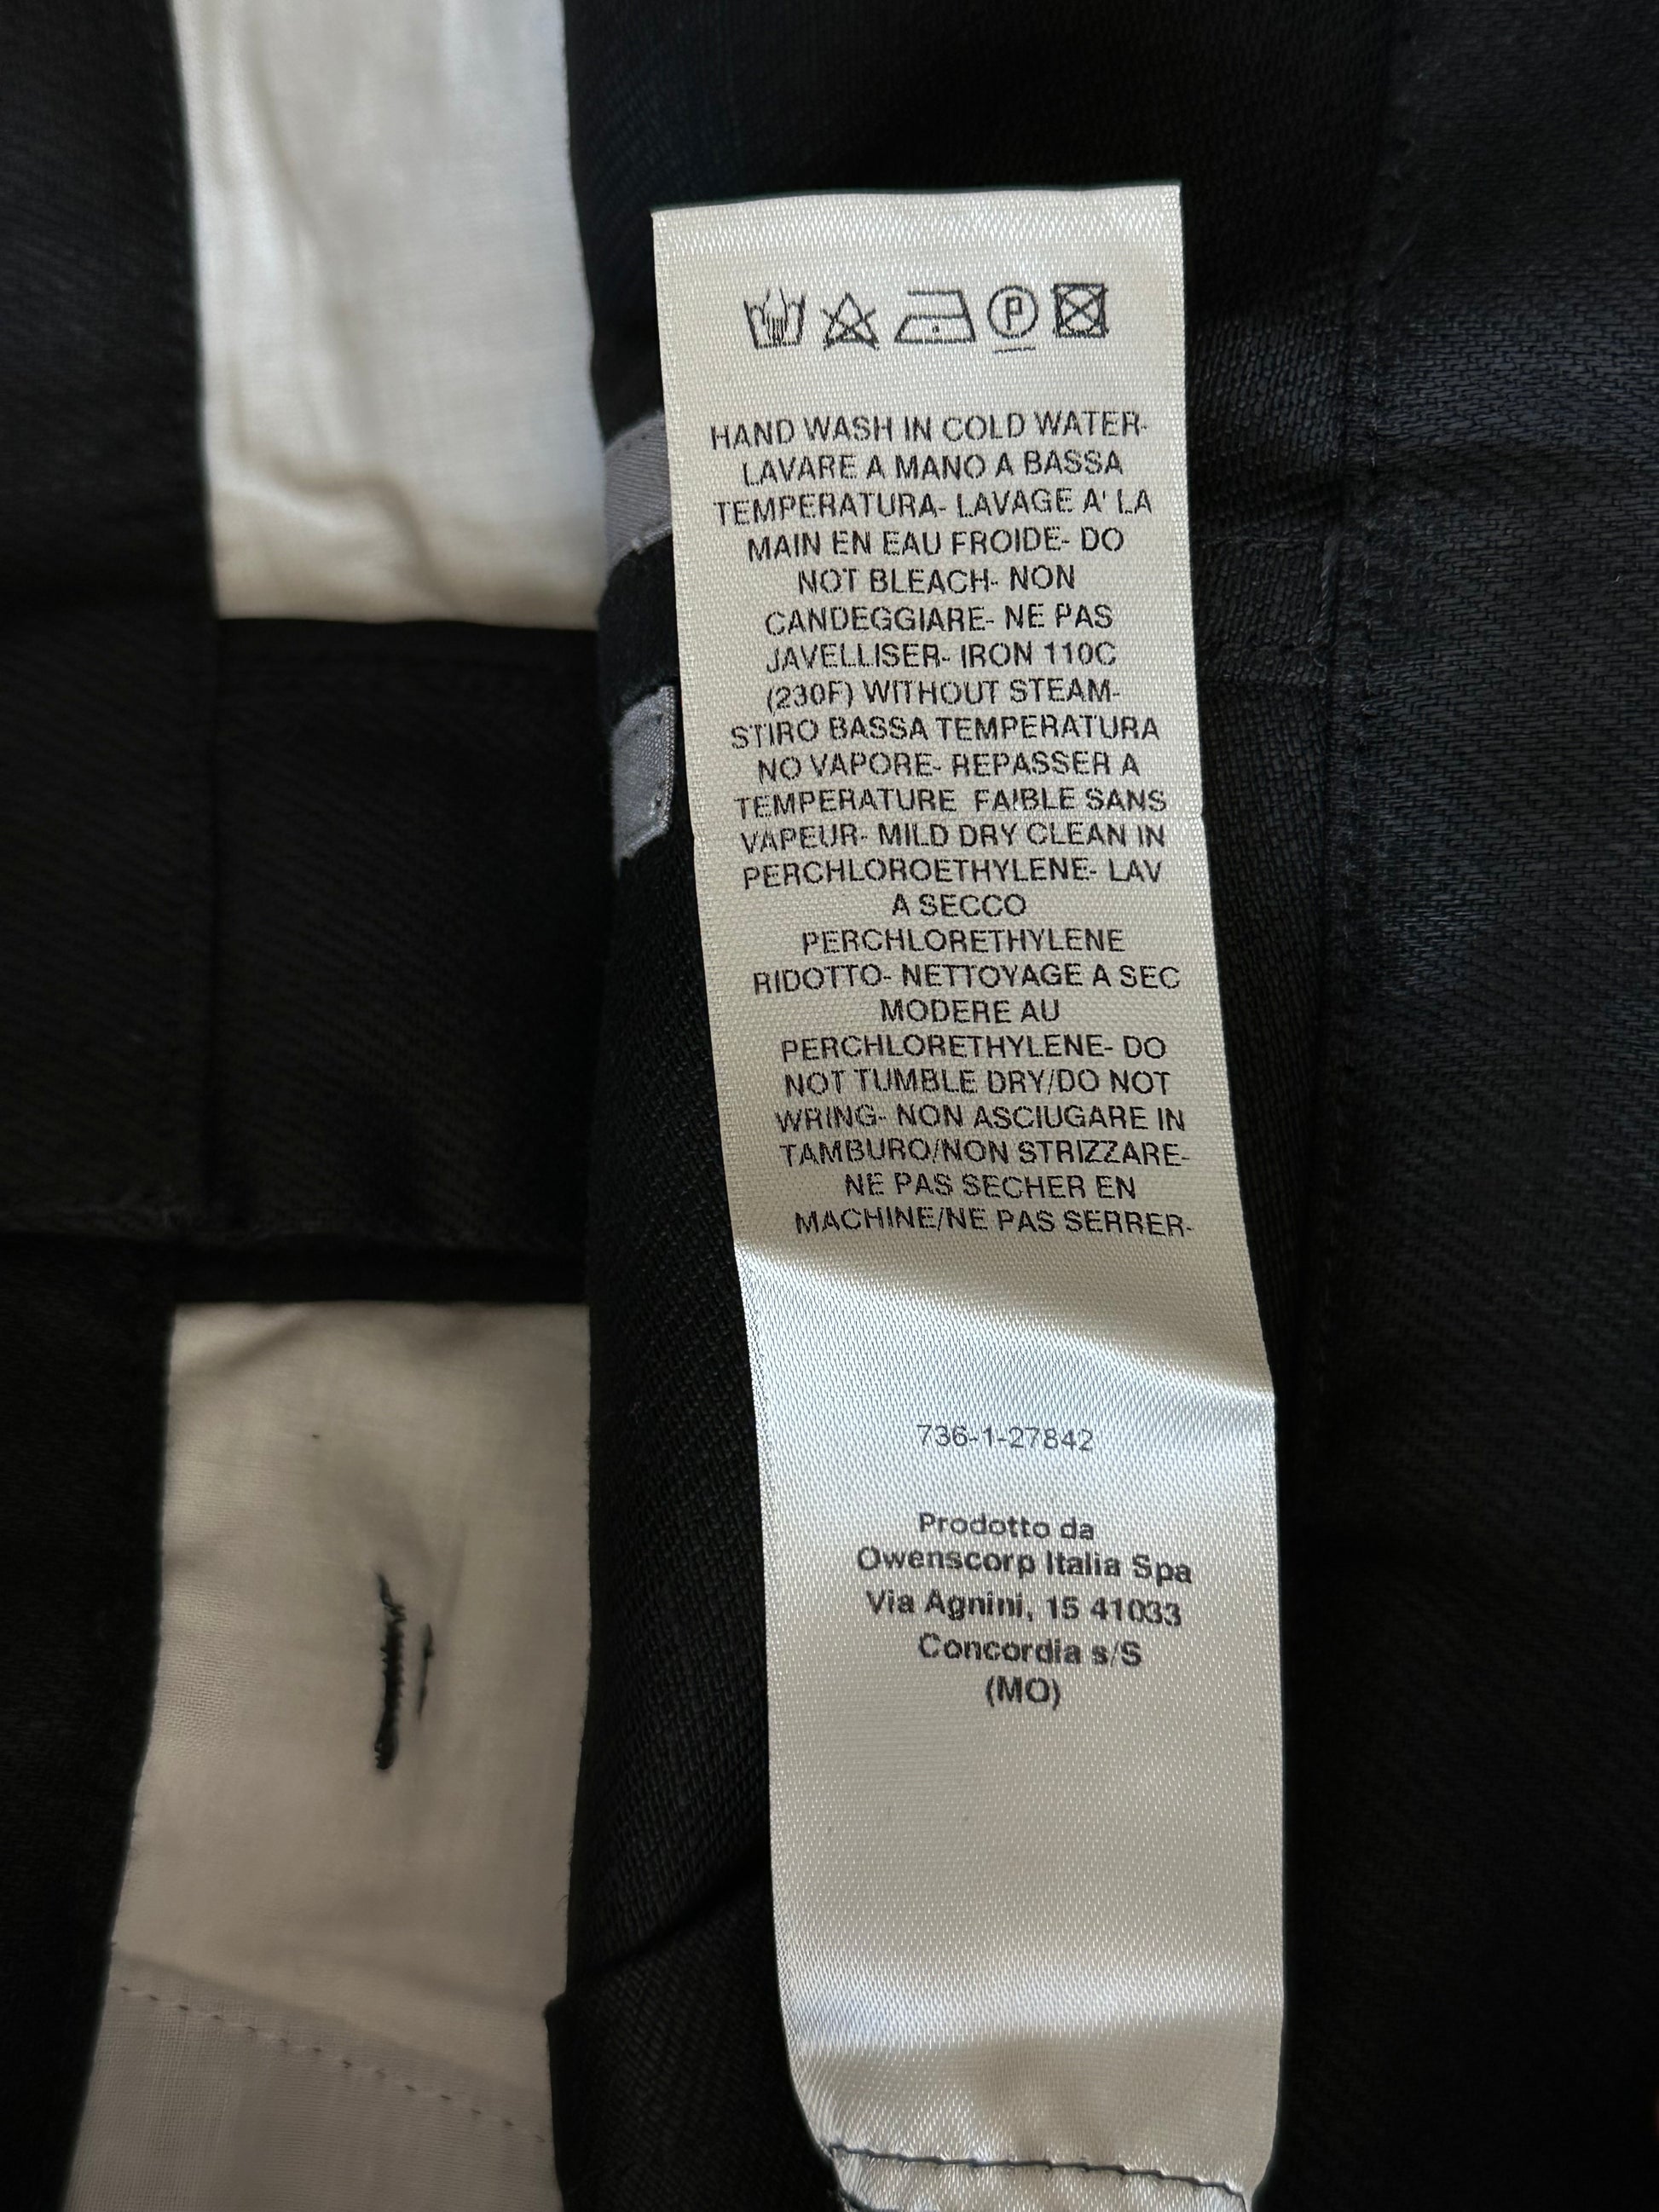 P
HAND WASH IN COLD WATER-
LAVARE A MANO A BASSA
TEMPERATURA- LAVAGE A' LA
MAIN EN EAU FROIDE- DO
NOT BLEACH- NON
CANDEGGIARE- NE PAS
JAVELLISER- IRON 110C
(230F) WITHOUT STEAM-
STIRO BASSA TEMPERATURA
NO VAPORE- REPASSER A
TEMPERATURE FAIBLE SANS
VAPEUR- MILD DRY CLEAN IN
PERCHLOROETHYLENE- LAV
A SECCO
PERCHLORETHYLENE
RIDOTTO- NETTOYAGE A SEC
MODERE AU
PERCHLORETHYLENE- DO
NOT TUMBLE DRY/DO NOT
WRING- NON ASCIUGARE IN
TAMBURO/NON STRIZZARE-
NE PAS SECHER EN
MACHINE/NE PAS SERRER-
736-1-27842
Prodotto da
Owenscorp Italia Spa
Via Agnini, 15 41033
Concordia s/S
(MO)